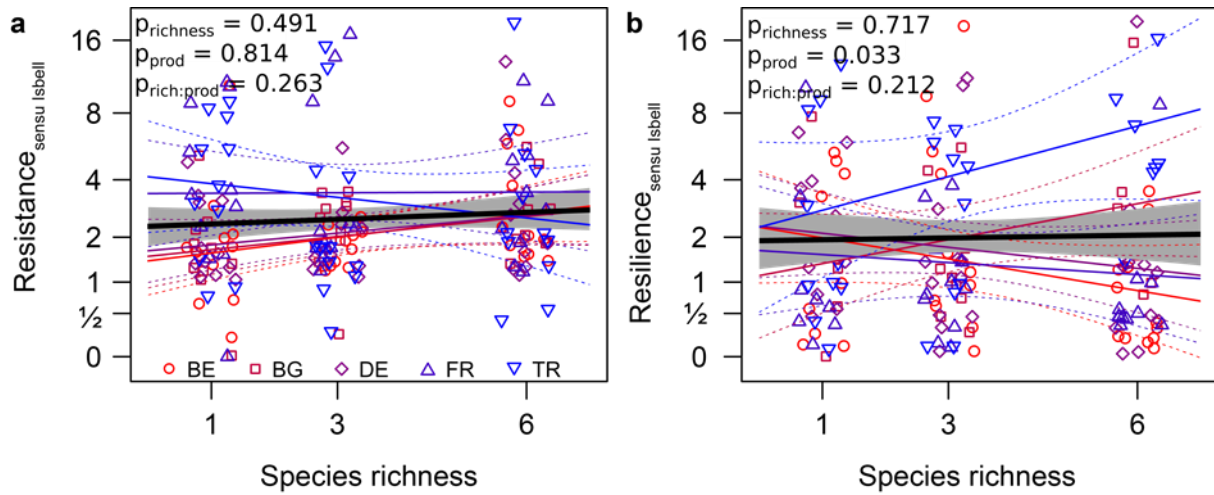 a
p_richness = 0.491
p_prod = 0.814
p_rich:prod = 0.263
Resistance_sensu Isbell
16
8
4
2
1
½
0
BE BG DE FR TR
1 3 6
Species richness
b
p_richness = 0.717
p_prod = 0.033
p_rich:prod = 0.212
Resilience_sensu Isbell
16
8
4
2
1
½
0
1 3 6
Species richness